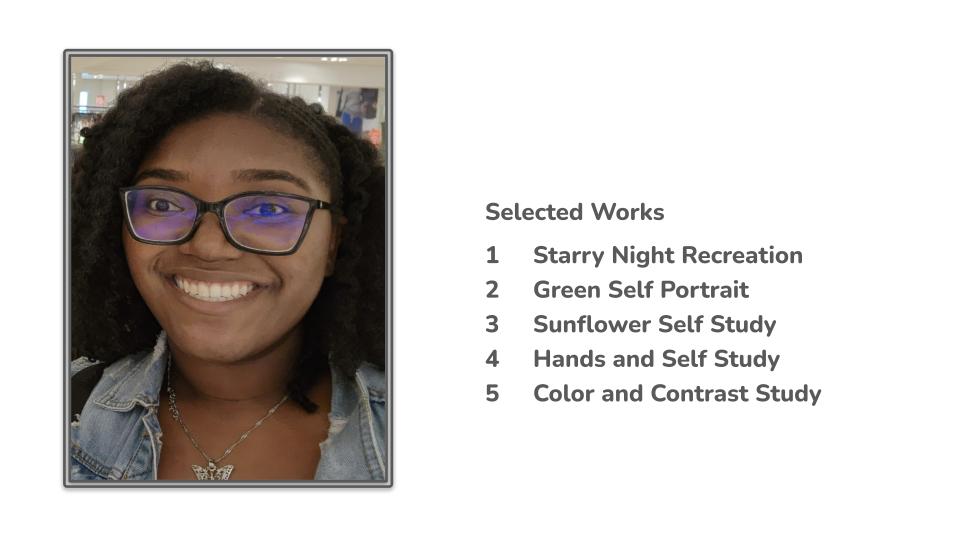 Selected Works
1 Starry Night Recreation
2 Green Self Portrait
3 Sunflower Self Study
4 Hands and Self Study
5 Color and Contrast Study